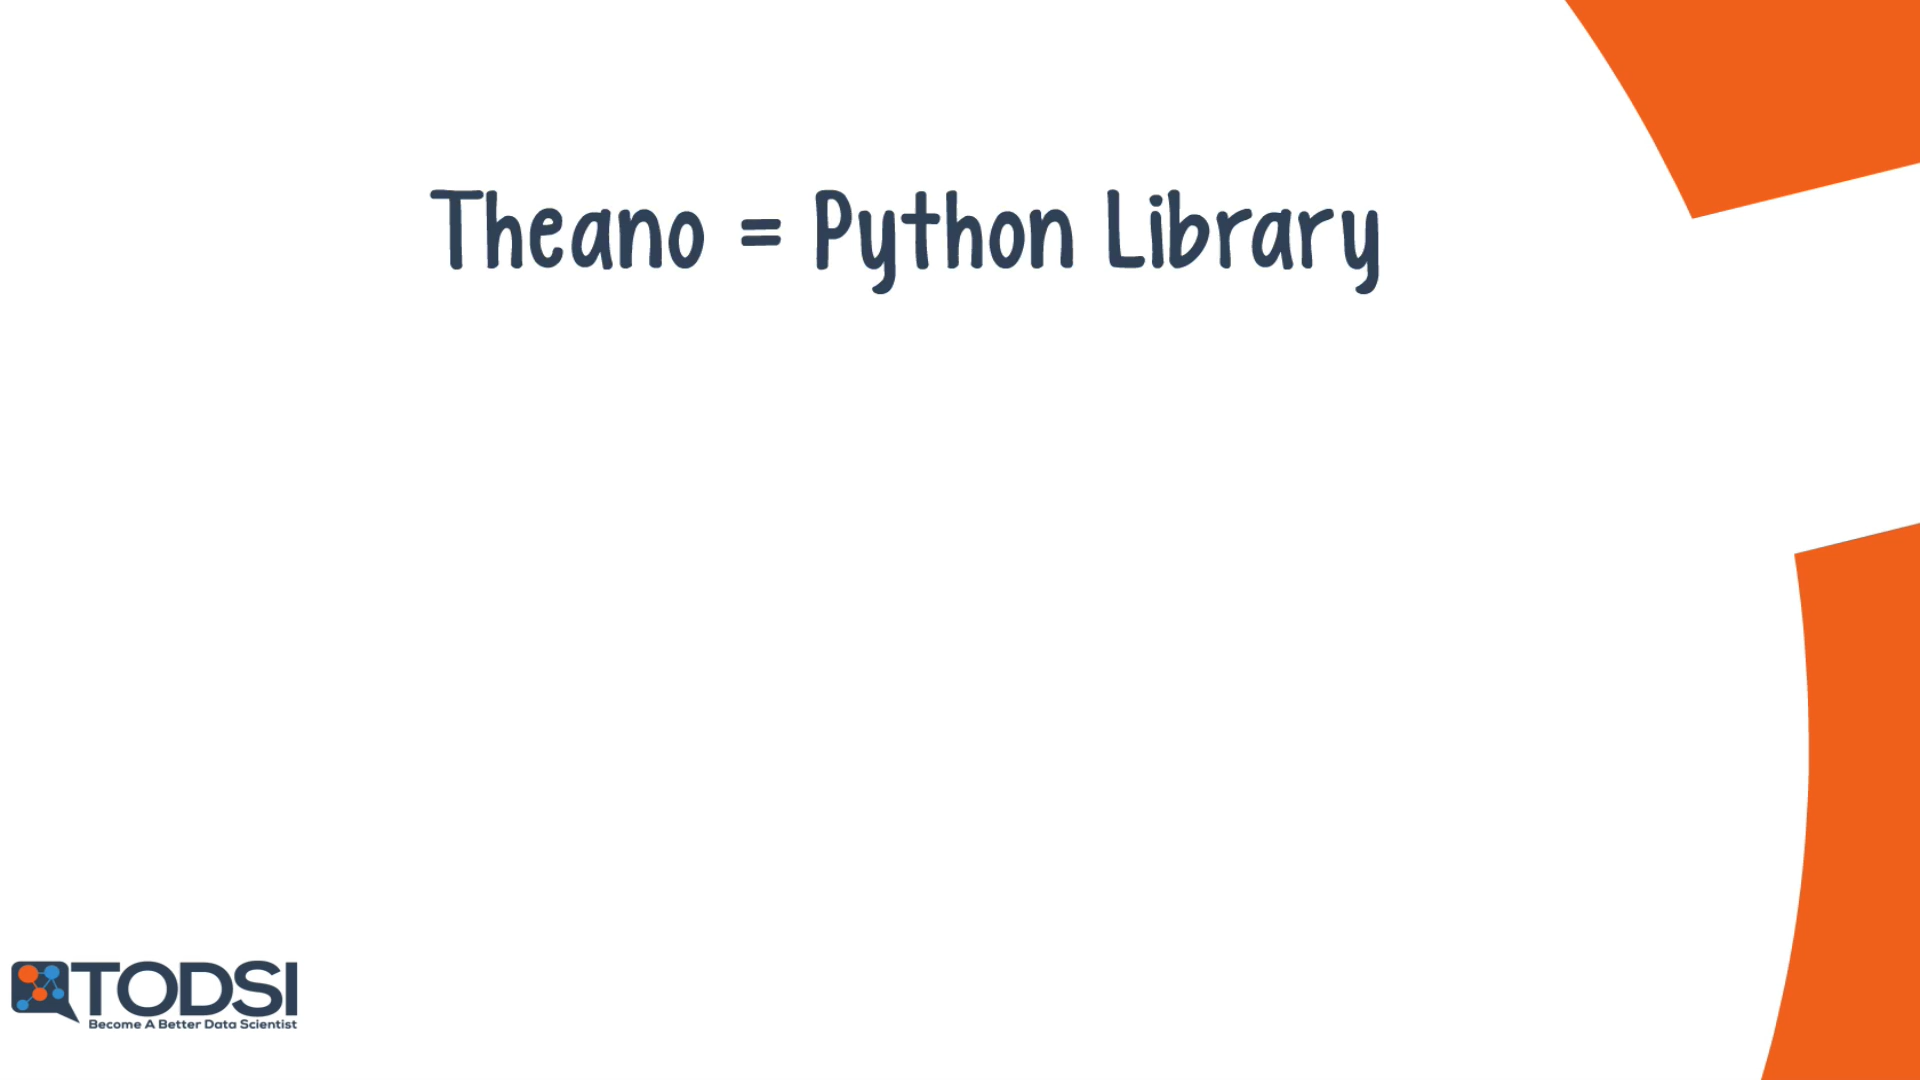 Theano = Python Library
TODSI
Become A Better Data Scientist